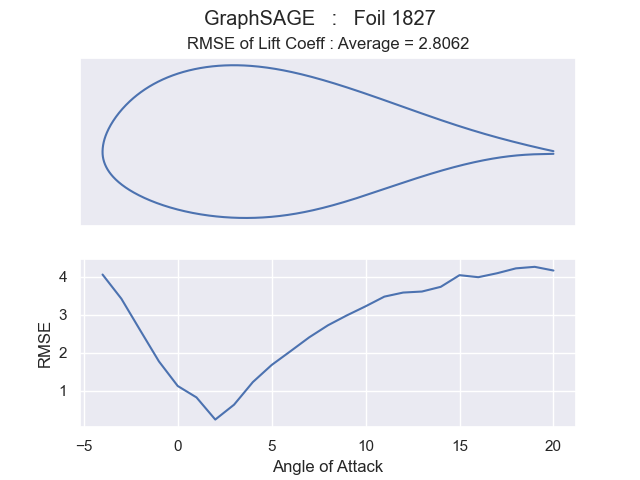 GraphSAGE   :   Foil 1827
RMSE of Lift Coeff : Average = 2.8062
4
3
2
1
RMSE
−5 0 5 10 15 20
Angle of Attack